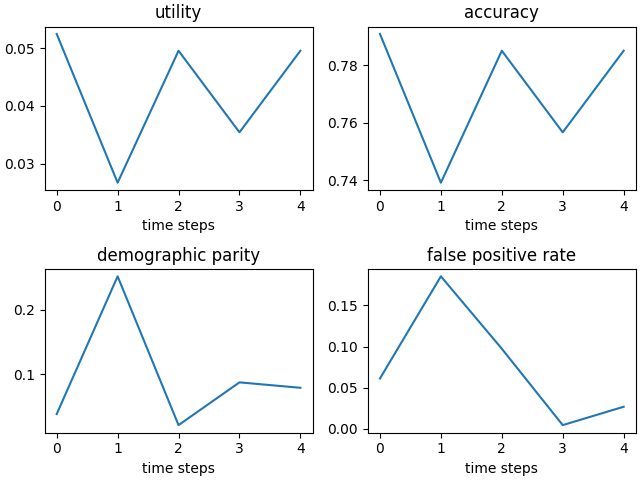 utility
0.05
0.04
0.03
0 1 2 3 4
time steps
accuracy
0.78
0.76
0.74
0 1 2 3 4
time steps
demographic parity
0.2
0.1
0 1 2 3 4
time steps
false positive rate
0.15
0.10
0.05
0.00
0 1 2 3 4
time steps